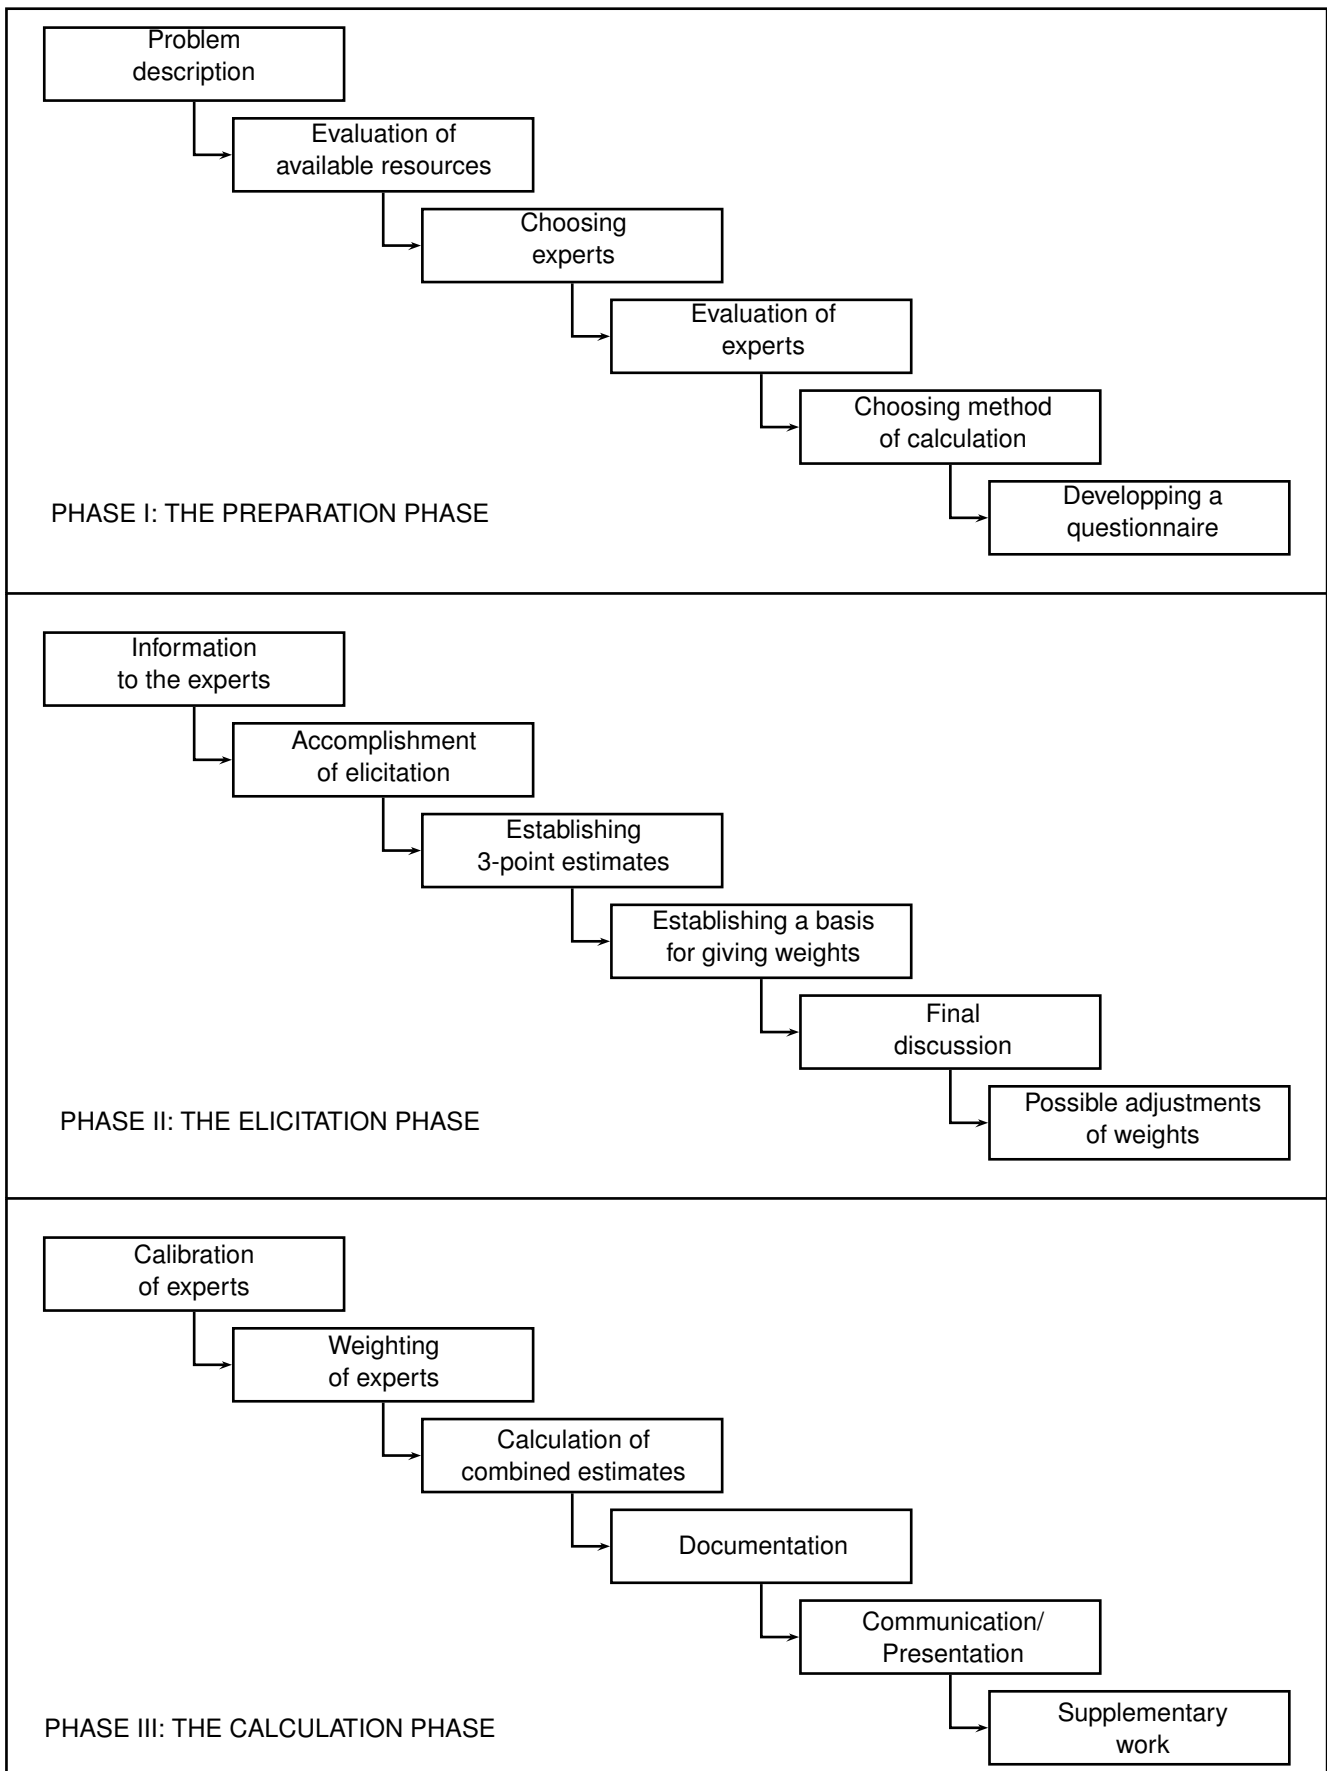 Problem
description
Evaluation of
available resources
Choosing
experts
Evaluation of
experts
Choosing method
of calculation
Developping a
questionnaire
PHASE I: THE PREPARATION PHASE
Information
to the experts
Accomplishment
of elicitation
Establishing
3-point estimates
Establishing a basis
for giving weights
Final
discussion
Possible adjustments
of weights
PHASE II: THE ELICITATION PHASE
Calibration
of experts
Weighting
of experts
Calculation of
combined estimates
Documentation
Communication/
Presentation
Supplementary
work
PHASE III: THE CALCULATION PHASE